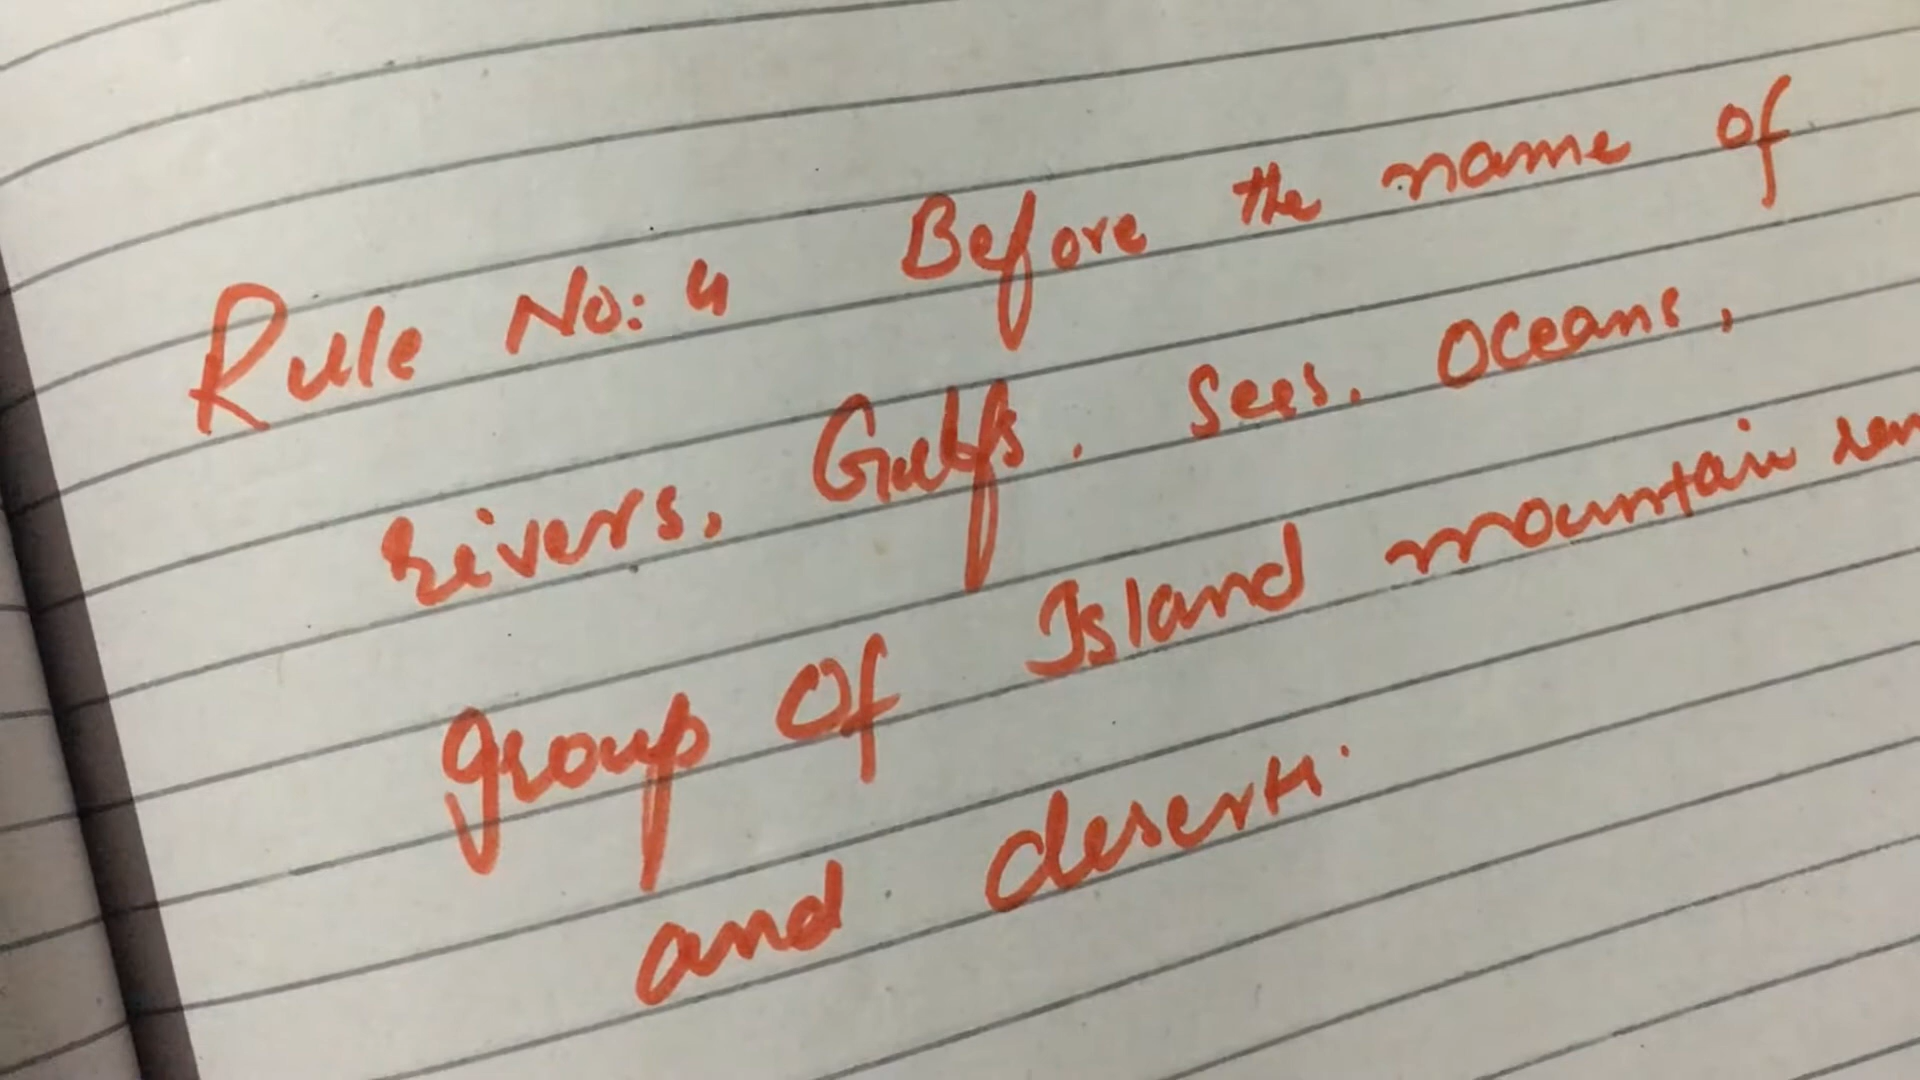 Rule No: 4 Before the name of
rivers, Gulfs, Sees, Oceans,
group of Island mountain
and deserts.